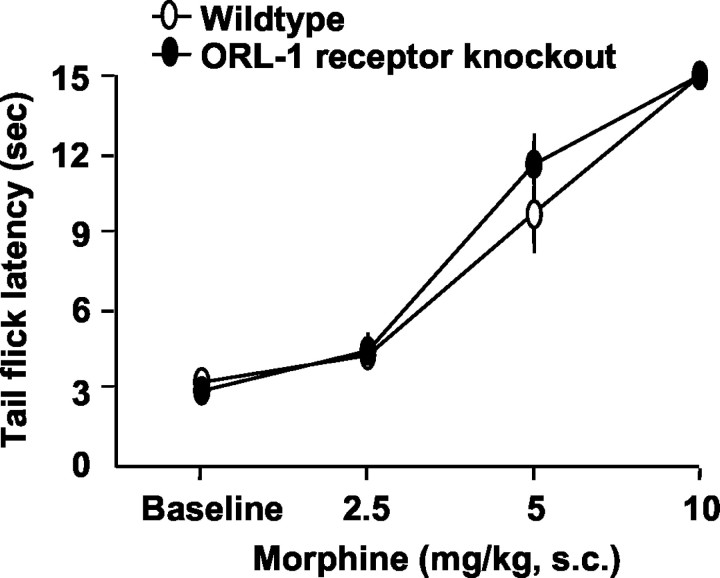 Wildtype
ORL-1 receptor knockout
Tail flick latency (sec)
15
12
9
6
3
0
Baseline 2.5 5 10
Morphine (mg/kg, s.c.)